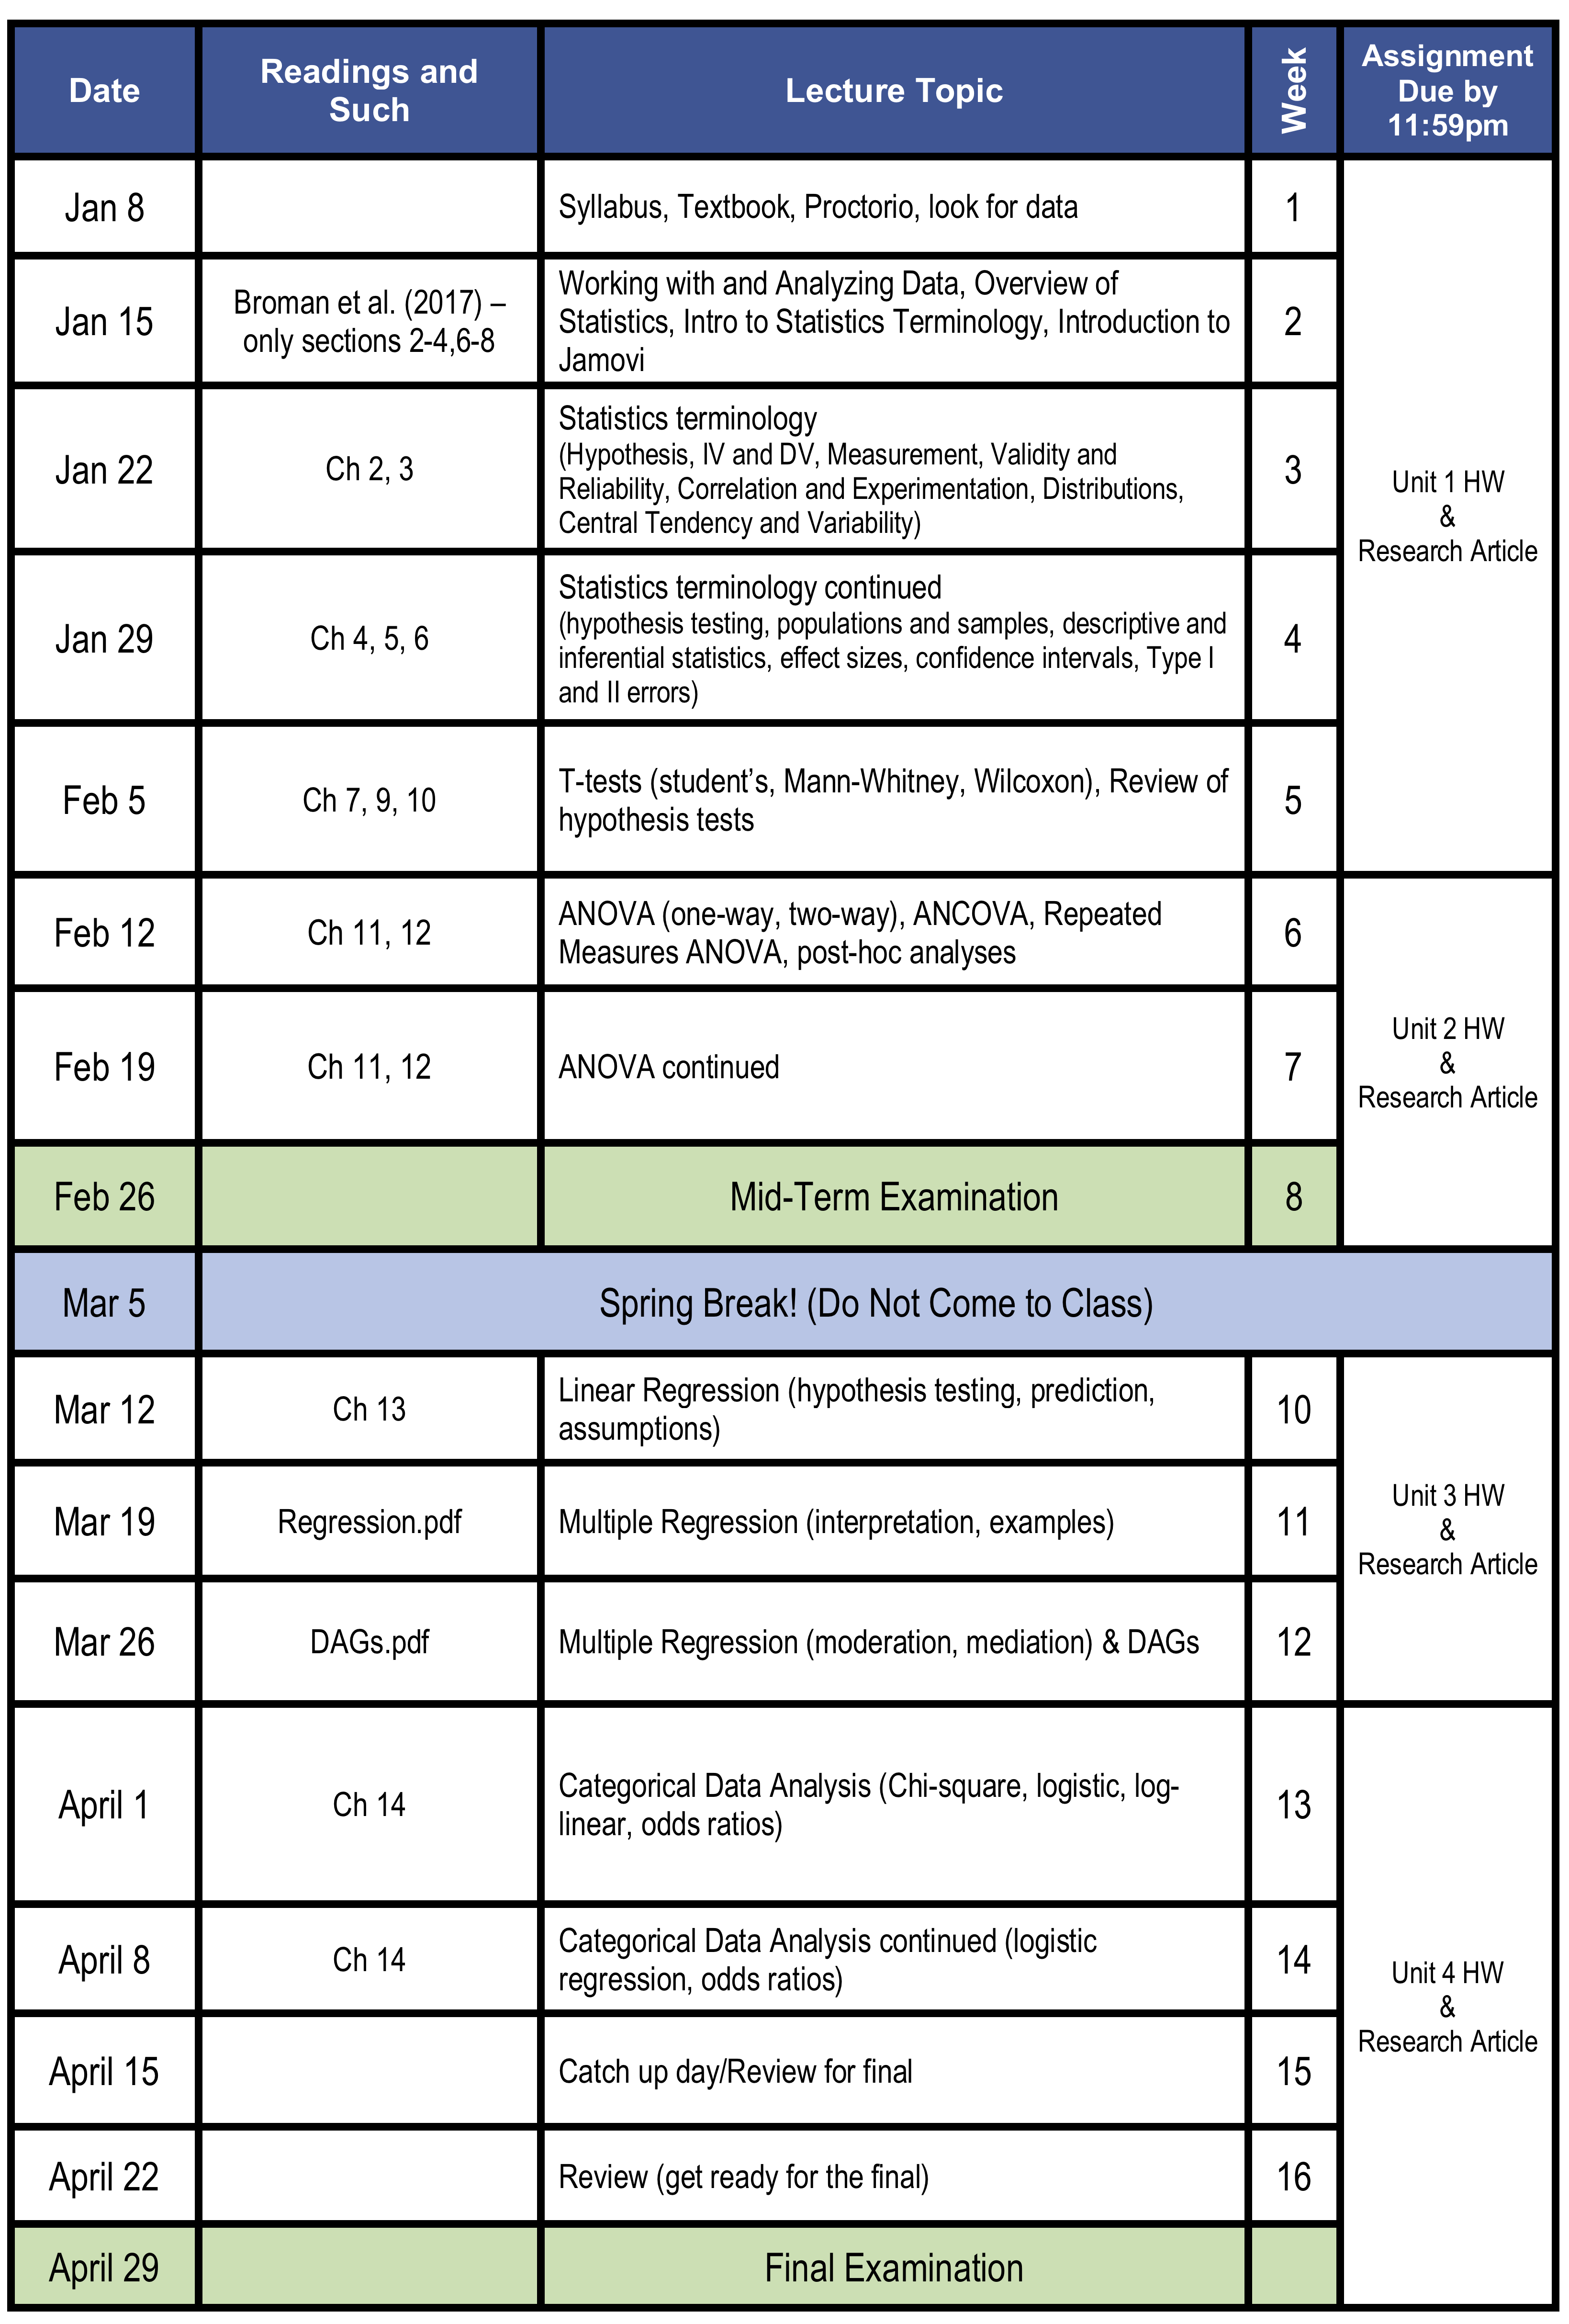 Date
Readings and
Such
Lecture Topic
Week
Assignment
Due by
11:59pm
Jan 8
Syllabus, Textbook, Proctorio, look for data
1
Unit 1 HW
&
Research Article
Jan 15
Broman et al. (2017) –
only sections 2-4,6-8
Working with and Analyzing Data, Overview of
Statistics, Intro to Statistics Terminology, Introduction to
Jamovi
2
Jan 22
Ch 2, 3
Statistics terminology
(Hypothesis, IV and DV, Measurement, Validity and
Reliability, Correlation and Experimentation, Distributions,
Central Tendency and Variability)
3
Jan 29
Ch 4, 5, 6
Statistics terminology continued
(hypothesis testing, populations and samples, descriptive and
inferential statistics, effect sizes, confidence intervals, Type I
and II errors)
4
Feb 5
Ch 7, 9, 10
T-tests (student’s, Mann-Whitney, Wilcoxon), Review of
hypothesis tests
5
Feb 12
Ch 11, 12
ANOVA (one-way, two-way), ANCOVA, Repeated
Measures ANOVA, post-hoc analyses
6
Unit 2 HW
&
Research Article
Feb 19
Ch 11, 12
ANOVA continued
7
Feb 26
Mid-Term Examination
8
Mar 5
Spring Break! (Do Not Come to Class)
Mar 12
Ch 13
Linear Regression (hypothesis testing, prediction,
assumptions)
10
Unit 3 HW
&
Research Article
Mar 19
Regression.pdf
Multiple Regression (interpretation, examples)
11
Mar 26
DAGs.pdf
Multiple Regression (moderation, mediation) & DAGs
12
April 1
Ch 14
Categorical Data Analysis (Chi-square, logistic, log-
linear, odds ratios)
13
Unit 4 HW
&
Research Article
April 8
Ch 14
Categorical Data Analysis continued (logistic
regression, odds ratios)
14
April 15
Catch up day/Review for final
15
April 22
Review (get ready for the final)
16
April 29
Final Examination